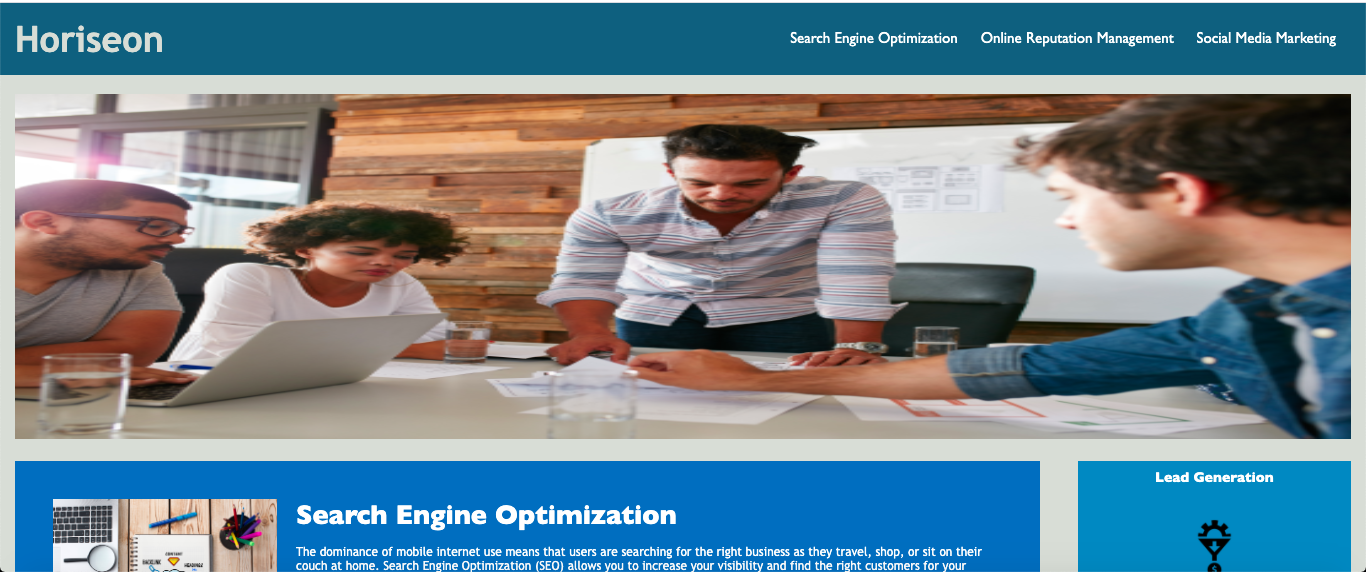 Horiseon
Search Engine Optimization
Online Reputation Management
Social Media Marketing
Search Engine Optimization
The dominance of mobile internet use means that users are searching for the right business as they travel, shop, or sit on their
couch at home. Search Engine Optimization (SEO) allows you to increase your visibility and find the right customers for your
Lead Generation